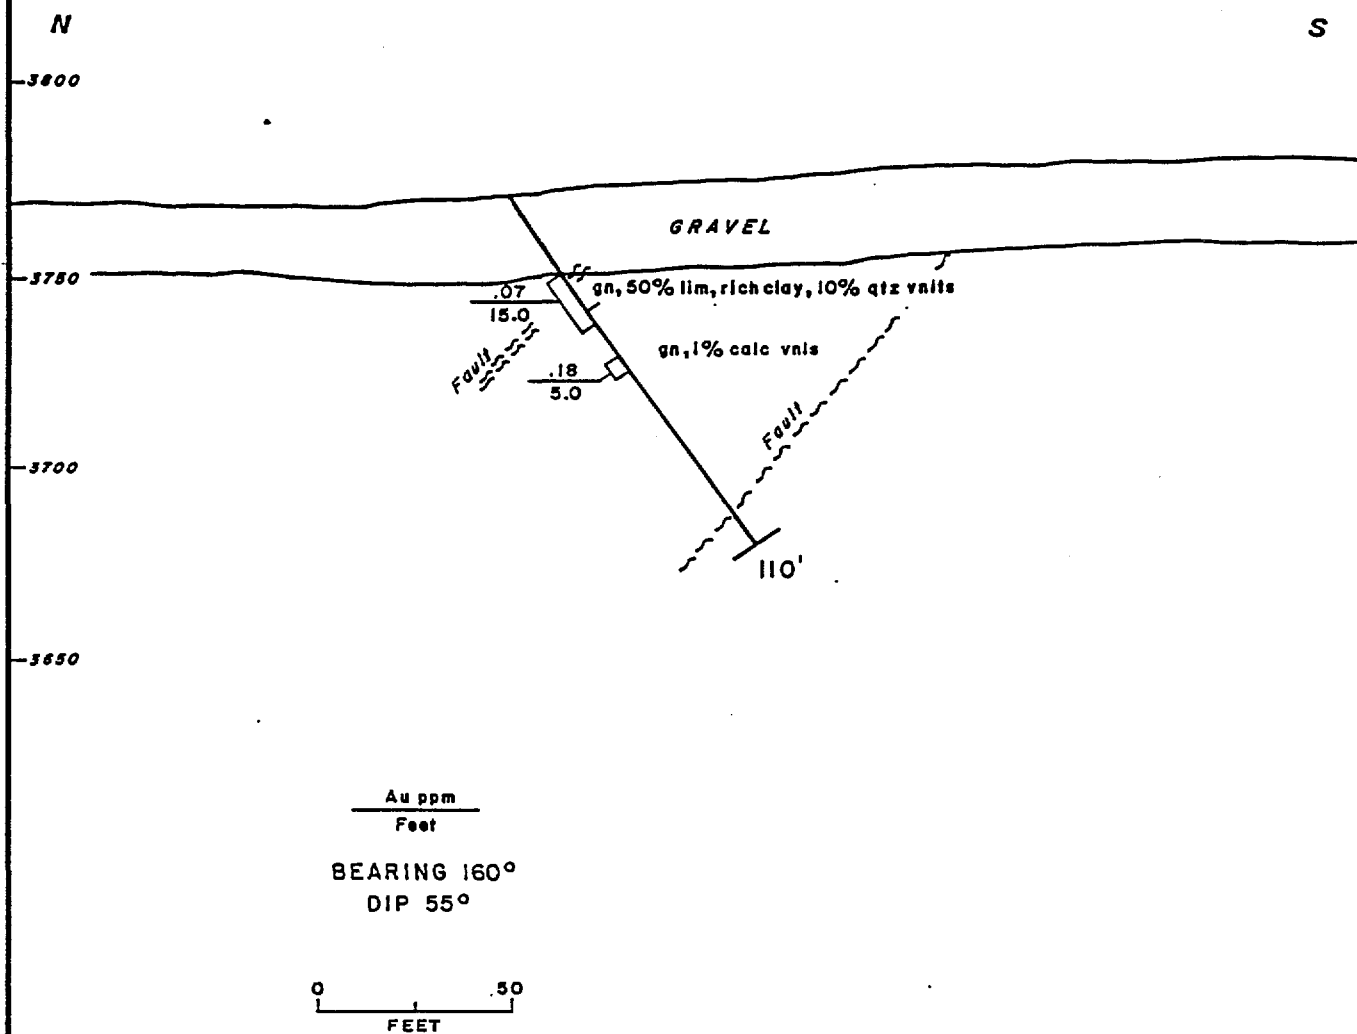 N
S
3800
GRAVEL
3750
gn, 50% lim, rich clay, 10% qtz vnlts
.07
15.0
gn, 1% calc vnls
Fault
.18
5.0
Fault
3700
110'
3650
Au ppm
Feet
BEARING 160°
DIP 55°
0 50
FEET